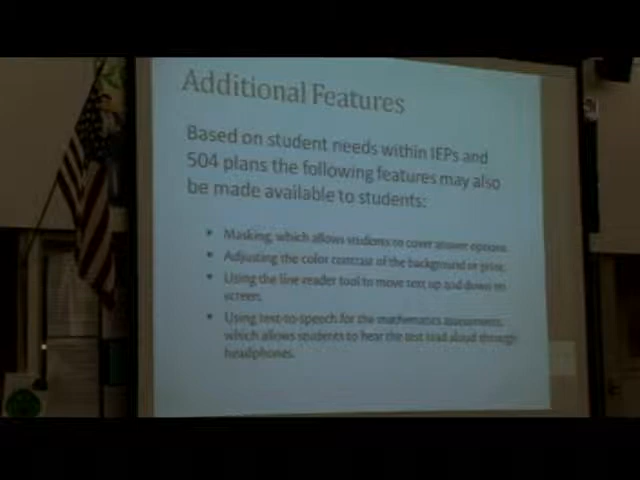 Additional Features
Based on student needs within IEPs and
504 plans the following features may also
be made available to students:
• Masking, which allows students to cover answer options.
• Adjusting the color contrast of the background or print.
• Using the line reader tool to move text up and down on
screen.
• Using text-to-speech for the mathematics assessments,
which allows students to hear the test read aloud through
headphones.